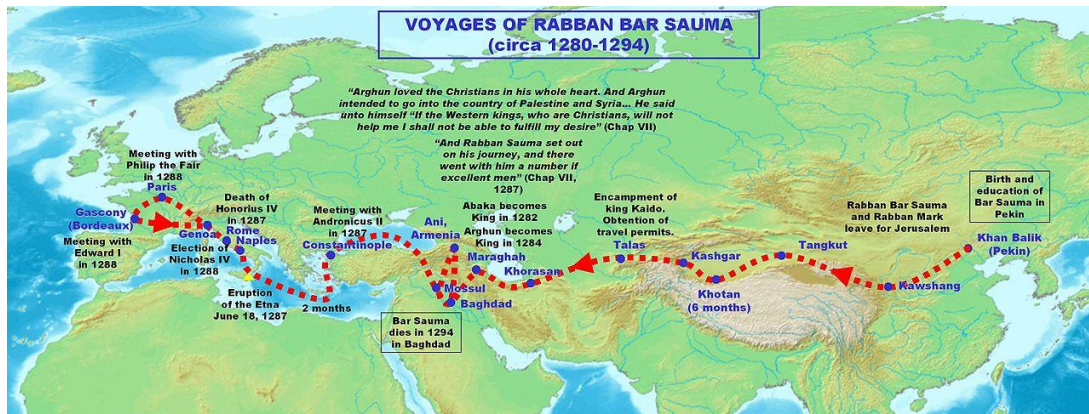 VOYAGES OF RABBAN BAR SAUMA
(circa 1280-1294)
“Arghun loved the Christians in his whole heart. And Arghun
intended to go into the country of Palestine and Syria... He said
unto himself “If the Western kings, who are Christians, will not
help me I shall not be able to fulfill my desire” (Chap VII)
“And Rabban Sauma set out
on his journey, and there
went with him a number if
excellent men” (Chap VII,
1287)
Meeting with
Philip the Fair
in 1288
Paris
Gascony
(Bordeaux)
Meeting with
Edward I
in 1288
Genoa
Death of
Honorius IV
in 1287
Rome
Naples
Election of
Nicholas IV
in 1288
Eruption
of the Etna
June 18, 1287
2 months
Meeting with
Andronicus II
in 1287
Constantinople
Ani,
Armenia
Abaka becomes
King in 1282
Arghun becomes
King in 1284
Maraghah
Mossul
Baghdad
Bar Sauma
dies in 1294
in Baghdad
Khorasan
Encampment of
king Kaido.
Obtention of
travel permits.
Talas
Kashgar
Khotan
(6 months)
Tangkut
Rabban Bar Sauma
and Rabban Mark
leave for Jerusalem
Kawshang
Birth and
education of
Bar Sauma in
Pekin
Khan Balik
(Pekin)